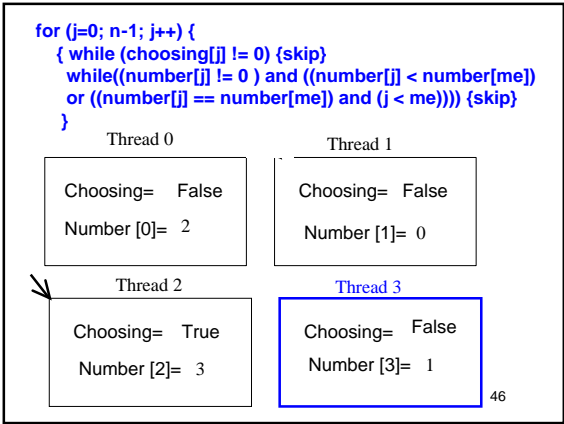 for (j=0; n-1; j++) {
{ while (choosing[j] != 0) {skip}
while((number[j] != 0 ) and ((number[j] < number[me])
or ((number[j] == number[me]) and (j < me)))) {skip}
}
Thread 0
Choosing= False
Number [0]= 2
Thread 1
Choosing= False
Number [1]= 0
Thread 2
Choosing= True
Number [2]= 3
Thread 3
Choosing= False
Number [3]= 1
46